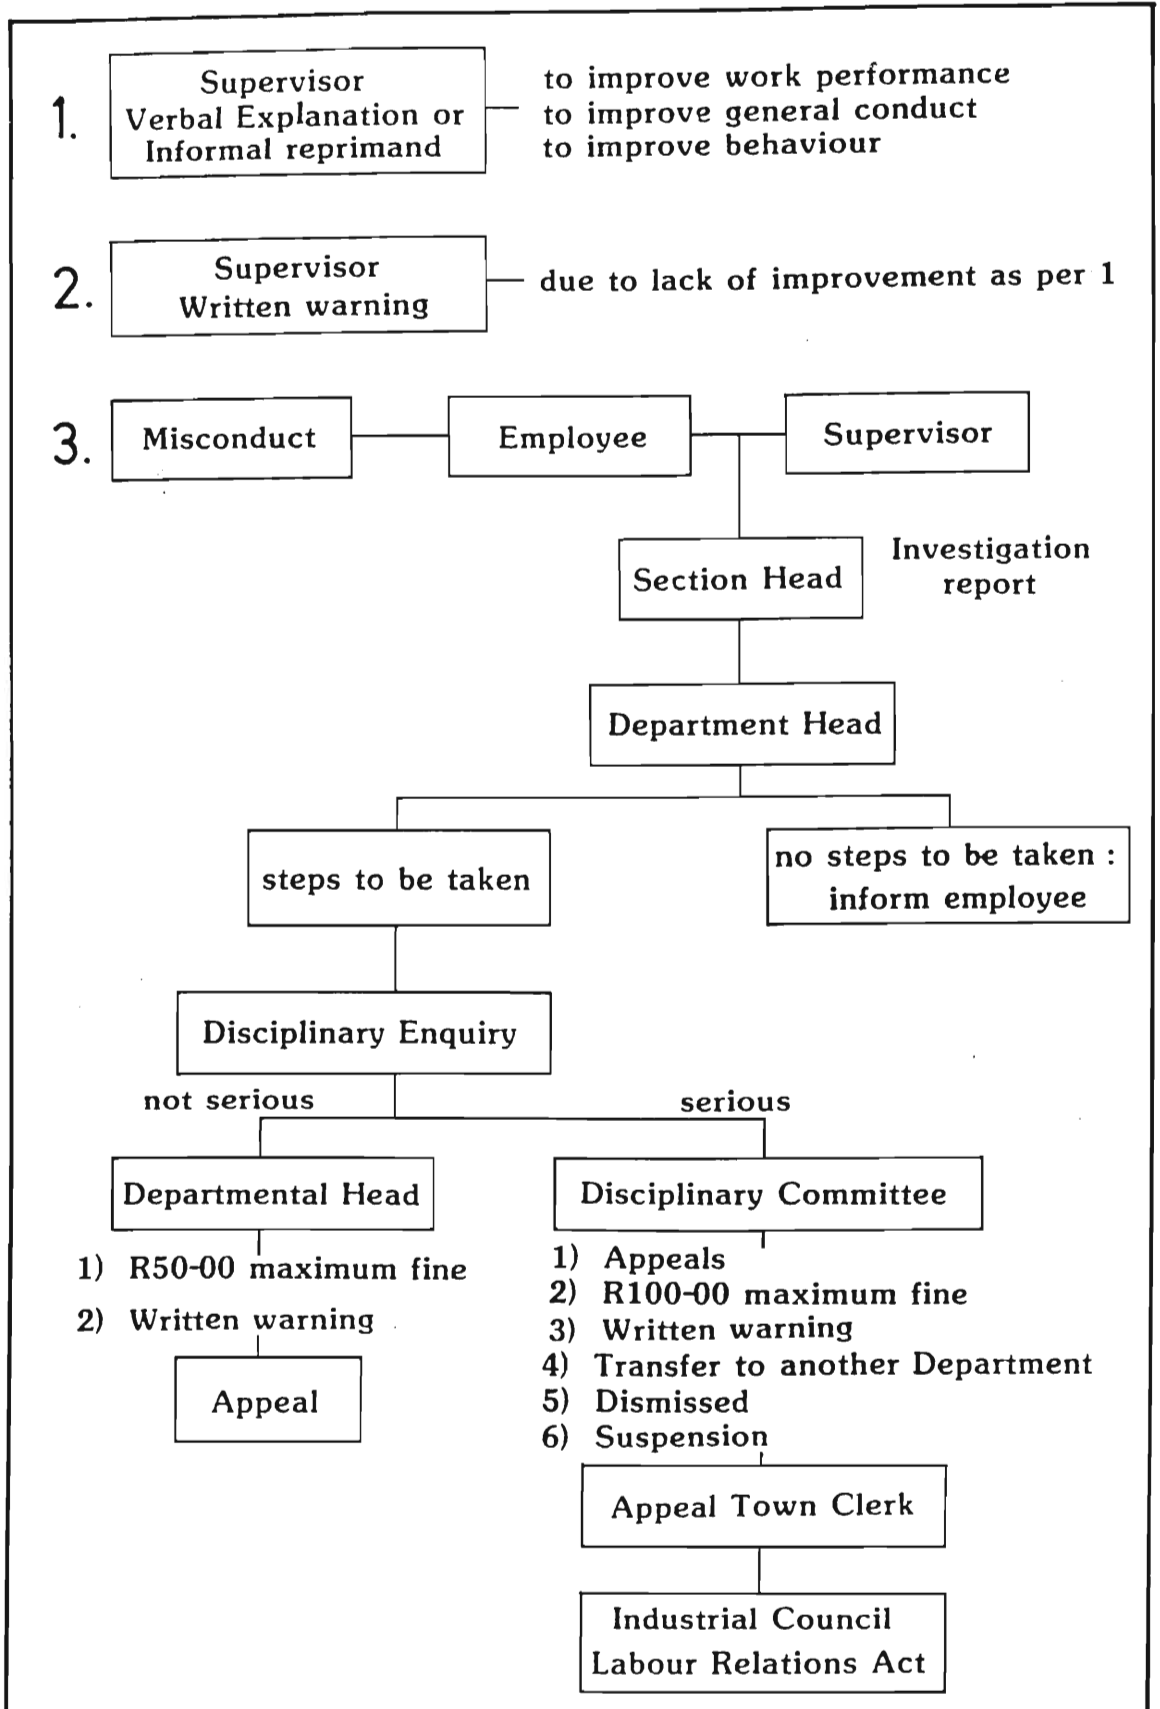 1.
Supervisor
Verbal Explanation or
Informal reprimand
to improve work performance
to improve general conduct
to improve behaviour
2.
Supervisor
Written warning
due to lack of improvement as per 1
3.
Misconduct
Employee
Supervisor
Section Head
Investigation
report
Department Head
steps to be taken
no steps to be taken :
inform employee
Disciplinary Enquiry
not serious
serious
Departmental Head
1) R50-00 maximum fine
2) Written warning
Appeal
Disciplinary Committee
1) Appeals
2) R100-00 maximum fine
3) Written warning
4) Transfer to another Department
5) Dismissed
6) Suspension
Appeal Town Clerk
Industrial Council
Labour Relations Act